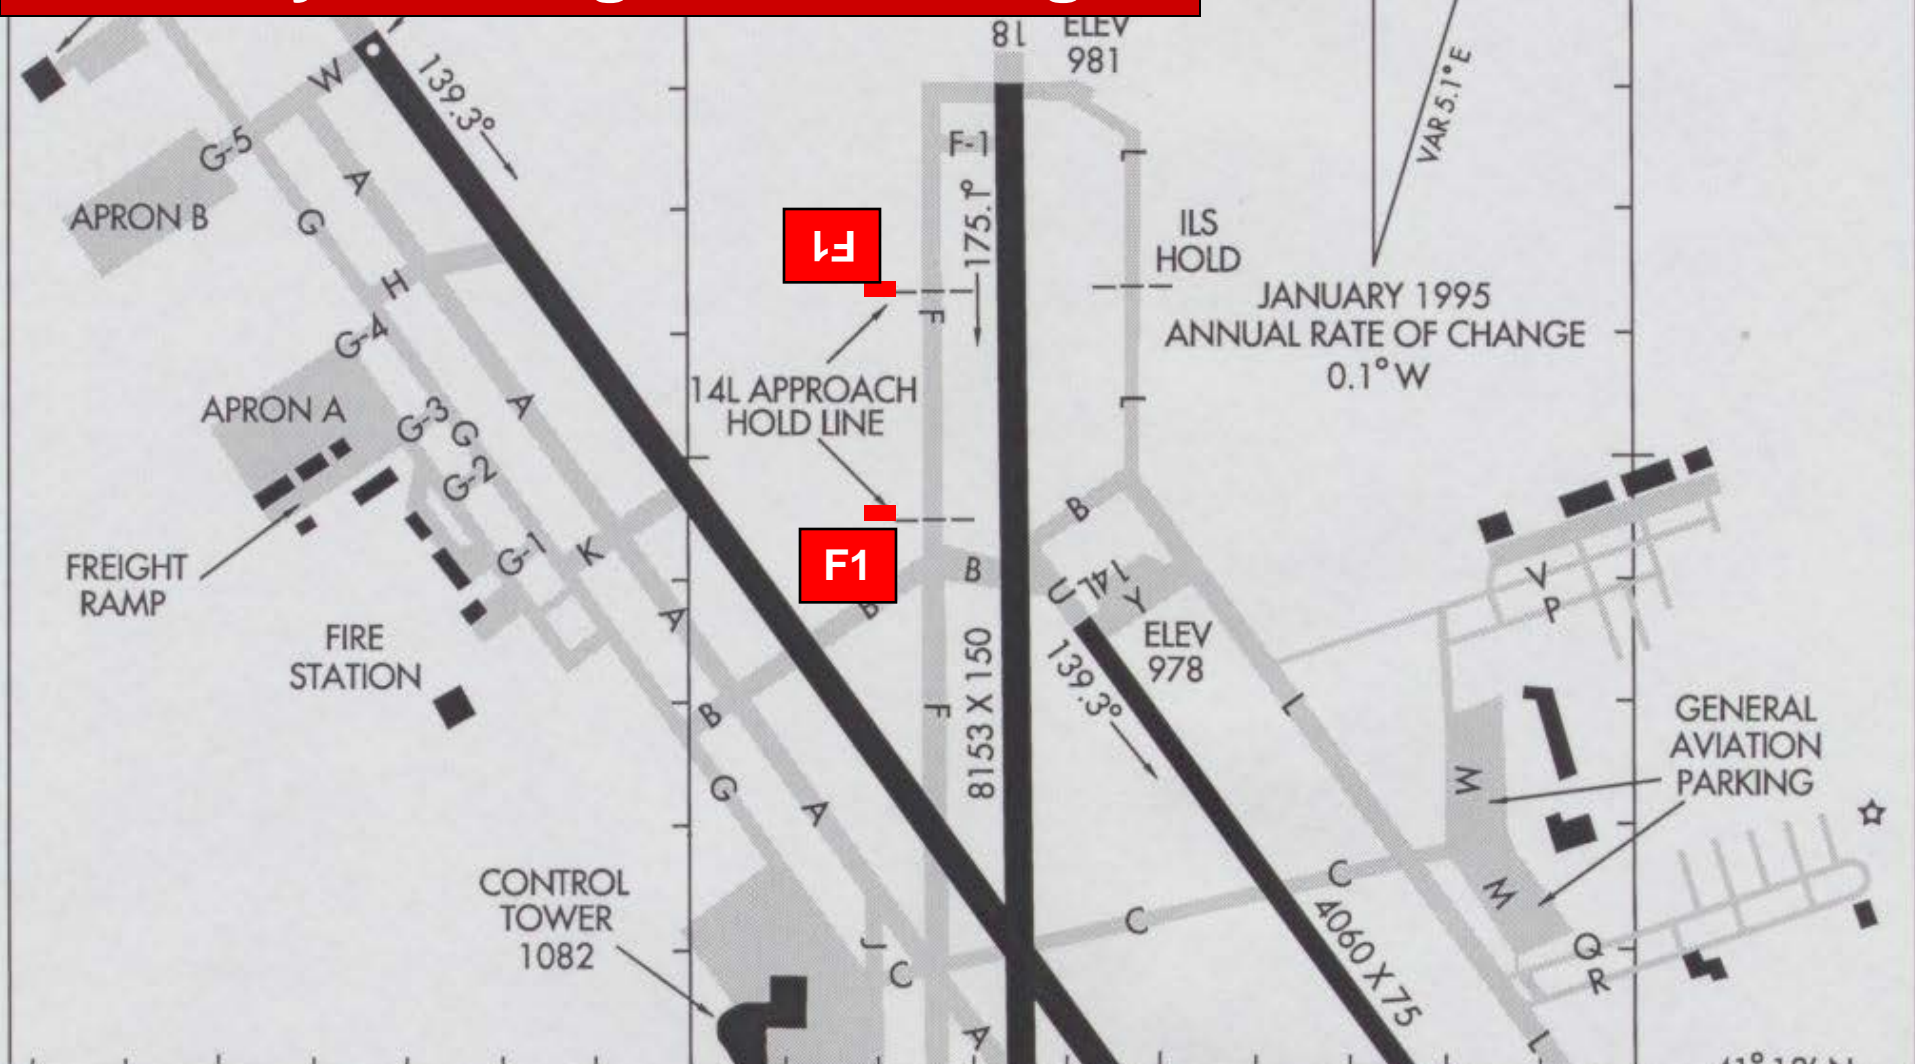 18
ELEV
981
139.3°
W
VAR 5.1° E
F-1
L
G-5
A
175.1°
APRON B
G
F1
ILS
HOLD
H
JANUARY 1995
ANNUAL RATE OF CHANGE
0.1° W
F
G-4
14L APPROACH
HOLD LINE
L
A
APRON A
G-3
G
G-2
B
G-1
K
F1
B
14L
U
Y
FREIGHT
RAMP
V
P
B
A
FIRE
STATION
ELEV
978
139.3°
8153 X 150
B
F
L
GENERAL
AVIATION
PARKING
G
A
M
CONTROL
TOWER
1082
C
C
M
J
C
4060 X 75
Q
R
A
L